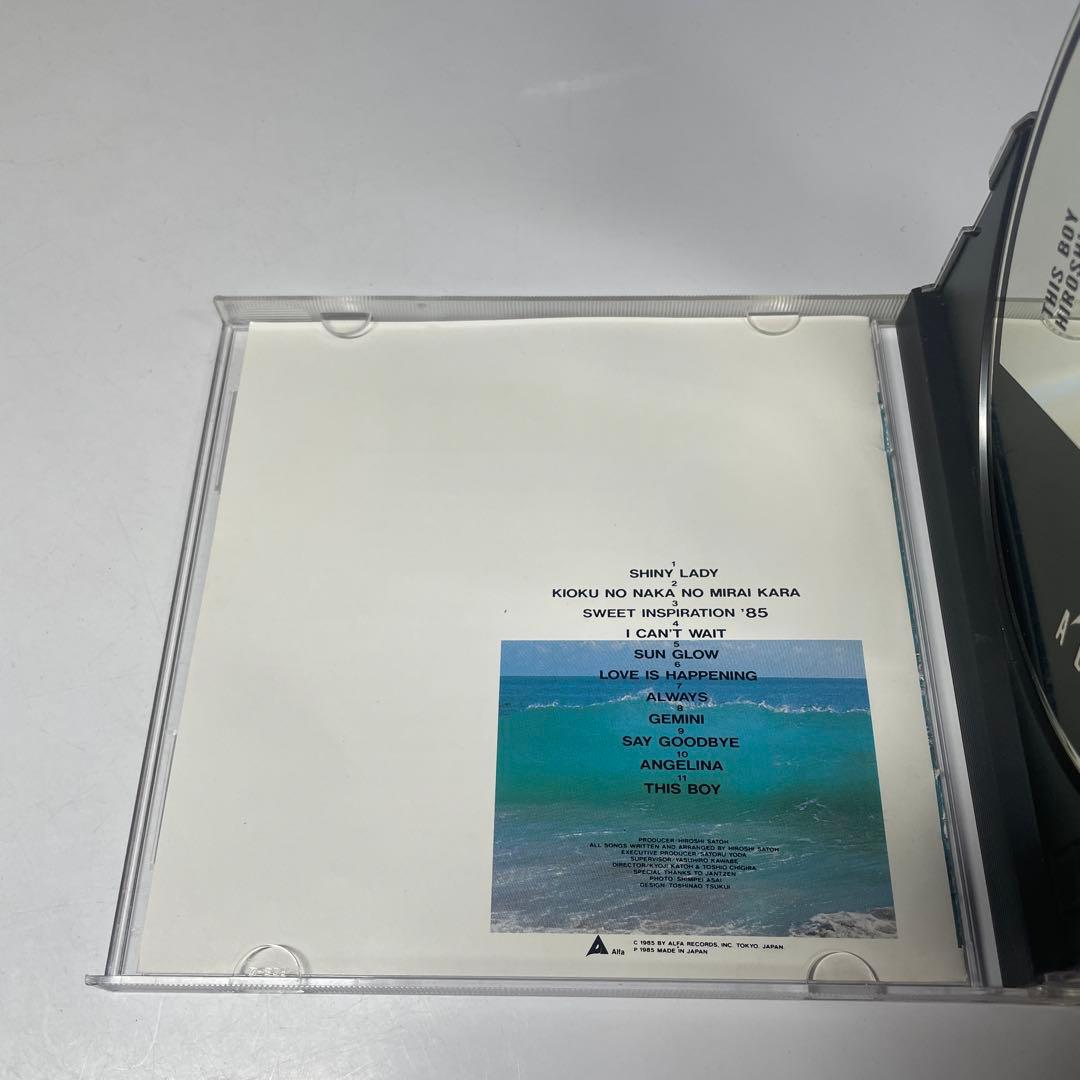 1
SHINY LADY
2
KIOKU NO NAKA NO MIRAI KARA
3
SWEET INSPIRATION '85
4
I CAN'T WAIT
5
SUN GLOW
6
LOVE IS HAPPENING
7
ALWAYS
8
GEMINI
9
SAY GOODBYE
10
ANGELINA
11
THIS BOY
PRODUCER/HIROSHI SATOH
ALL SONGS WRITTEN AND ARRANGED BY HIROSHI SATOH
EXECUTIVE PRODUCER/SATORU YODA
SUPERVISOR/YASUHIRO KAWABE
DIRECTOR/KYOJI KATOH & TOSHIO CHIGIRA
SPECIAL THANKS TO JANTZEN
PHOTO SHIMPEI ASAI
DESIGN TOSHINAO TSUKUI
Alfa
C 1985 BY ALFA RECORDS, INC. TOKYO. JAPAN.
P 1985 MADE IN JAPAN
THIS BOY